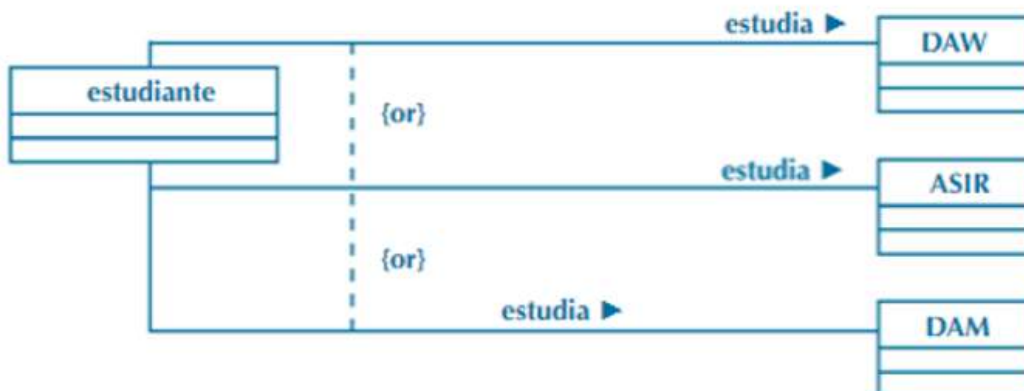 estudia ►
DAW
estudiante
{or}
estudia ►
ASIR
{or}
estudia ►
DAM